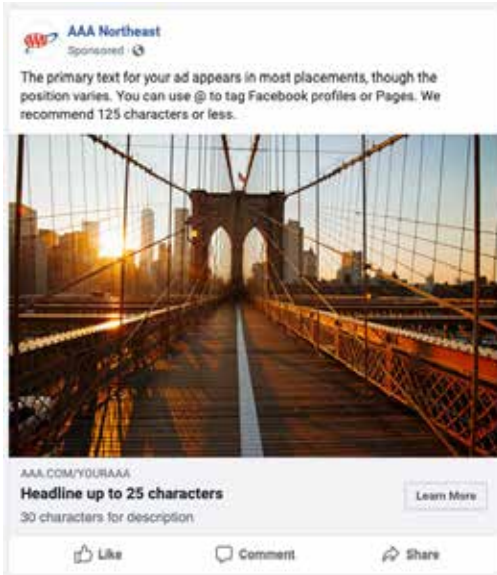 AAA Northeast
Sponsored ·
The primary text for your ad appears in most placements, though the
position varies. You can use @ to tag Facebook profiles or Pages. We
recommend 125 characters or less.
AAA.COM/YOURAAA
Headline up to 25 characters
30 characters for description
Learn More
Like
Comment
Share